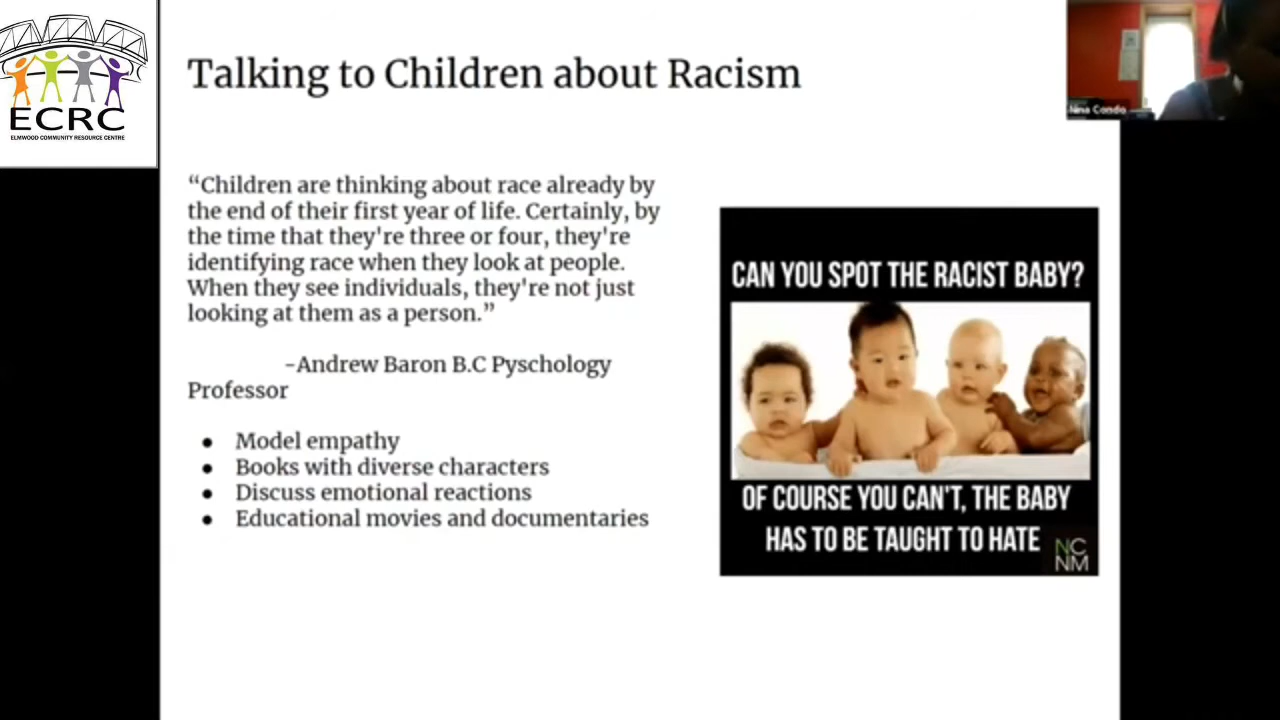 ECRC
ELMWOOD COMMUNITY RESOURCE CENTRE
Talking to Children about Racism
Nina Condo
“Children are thinking about race already by
the end of their first year of life. Certainly, by
the time that they're three or four, they're
identifying race when they look at people.
When they see individuals, they're not just
looking at them as a person.”
-Andrew Baron B.C Pyschology
Professor
● Model empathy
● Books with diverse characters
● Discuss emotional reactions
● Educational movies and documentaries
CAN YOU SPOT THE RACIST BABY?
OF COURSE YOU CAN'T, THE BABY
HAS TO BE TAUGHT TO HATE
NC
NM